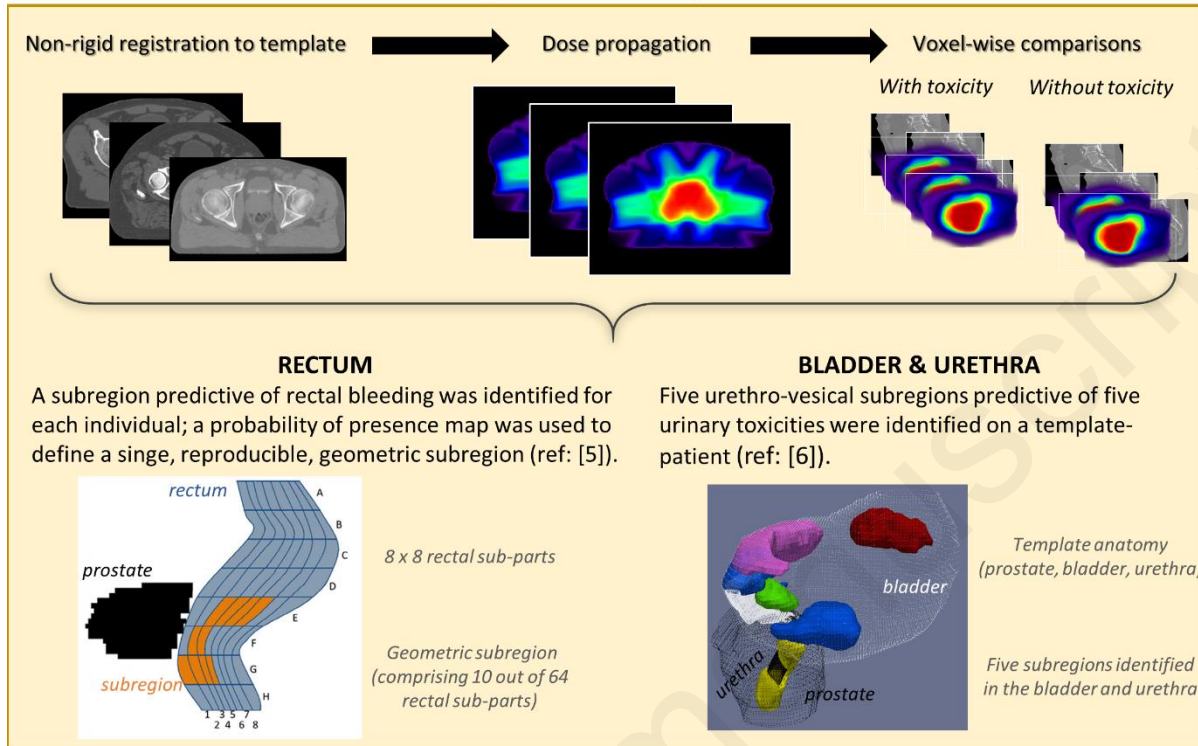 Non-rigid registration to template
Dose propagation
Voxel-wise comparisons
With toxicity
Without toxicity
RECTUM
A subregion predictive of rectal bleeding was identified for
each individual; a probability of presence map was used to
define a singe, reproducible, geometric subregion (ref: [5]).
rectum
A
B
C
D
E
F
G
H
prostate
subregion
1 3 5 7
2 4 6 8
8 x 8 rectal sub-parts
Geometric subregion
(comprising 10 out of 64
rectal sub-parts)
BLADDER & URETHRA
Five urethro-vesical subregions predictive of five
urinary toxicities were identified on a template-
patient (ref: [6]).
bladder
urethra
prostate
Template anatomy
(prostate, bladder, urethra)
Five subregions identified
in the bladder and urethra